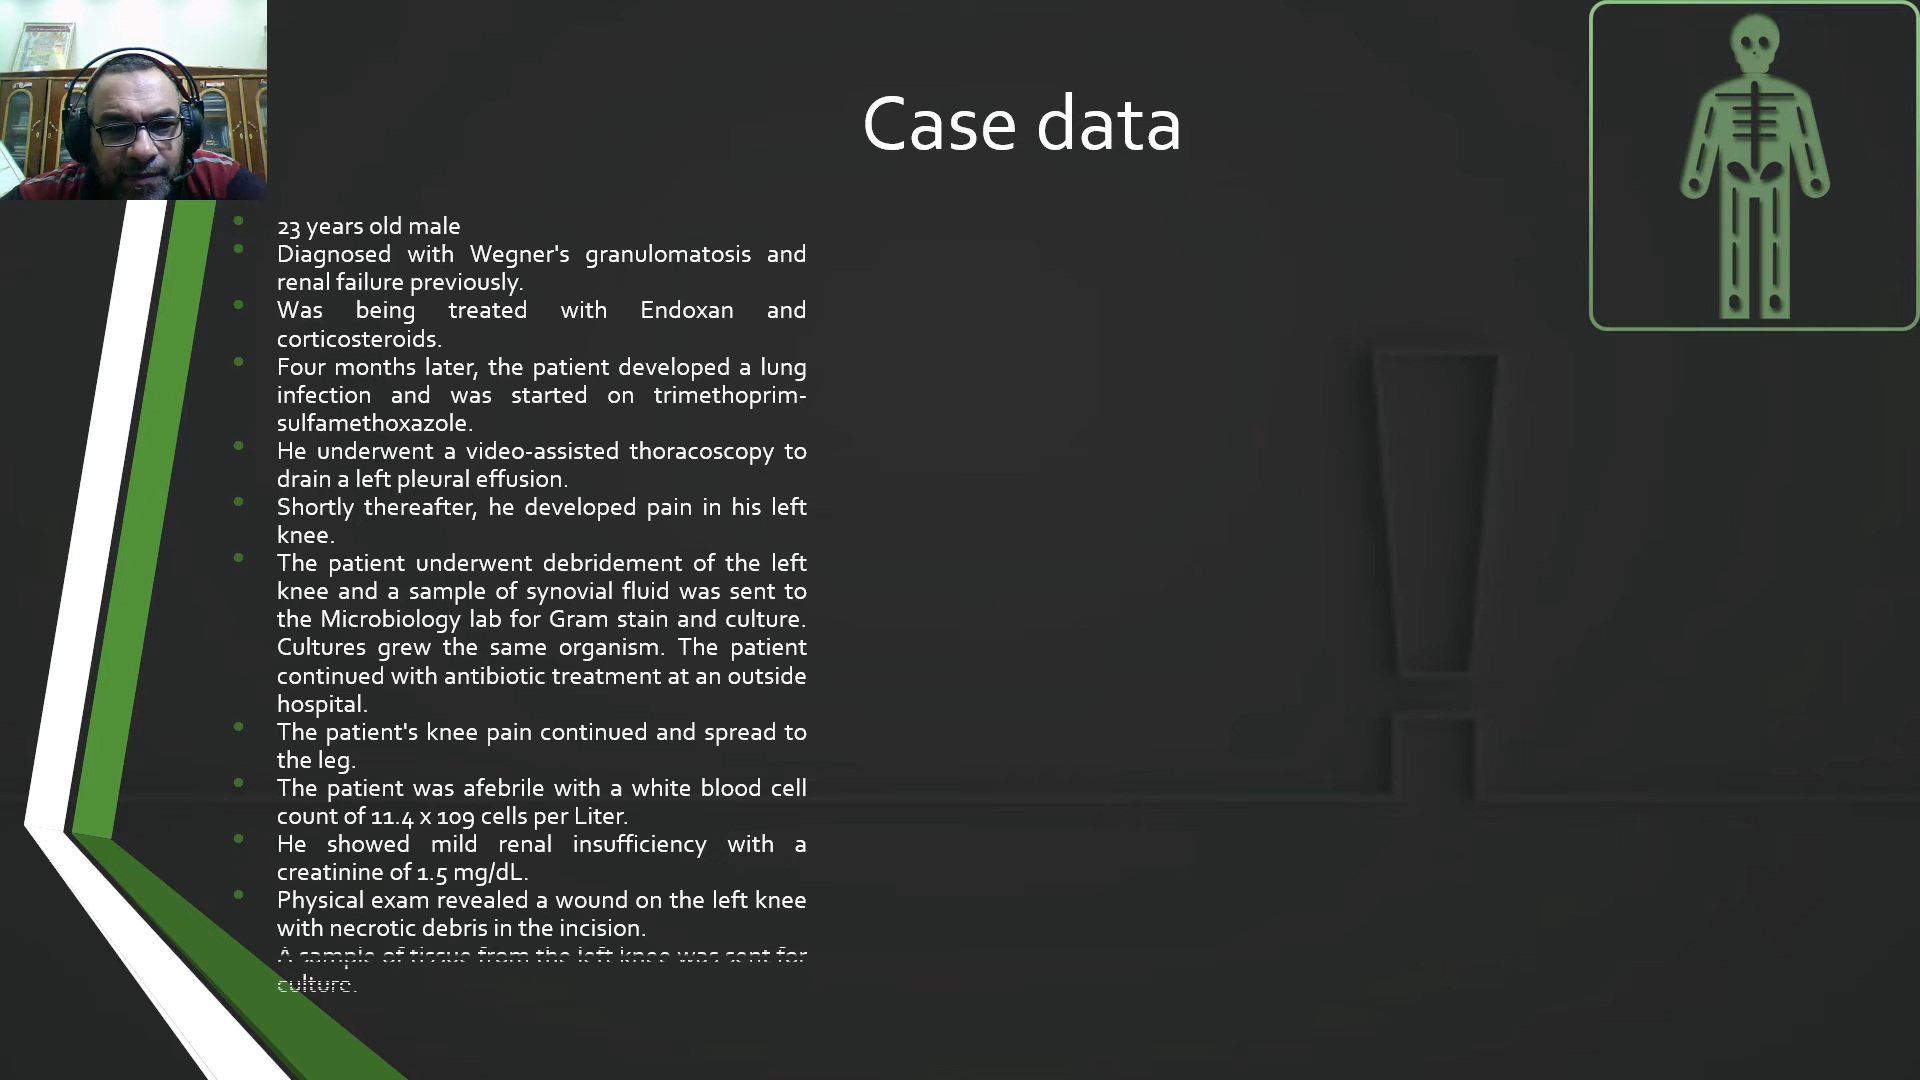 Case data
23 years old male
Diagnosed with Wegner's granulomatosis and
renal failure previously.
Was being treated with Endoxan and
corticosteroids.
Four months later, the patient developed a lung
infection and was started on trimethoprim-
sulfamethoxazole.
He underwent a video-assisted thoracoscopy to
drain a left pleural effusion.
Shortly thereafter, he developed pain in his left
knee.
The patient underwent debridement of the left
knee and a sample of synovial fluid was sent to
the Microbiology lab for Gram stain and culture.
Cultures grew the same organism. The patient
continued with antibiotic treatment at an outside
hospital.
The patient's knee pain continued and spread to
the leg.
The patient was afebrile with a white blood cell
count of 11.4 x 109 cells per Liter.
He showed mild renal insufficiency with a
creatinine of 1.5 mg/dL.
Physical exam revealed a wound on the left knee
with necrotic debris in the incision.
A sample of tissue from the left knee was sent for
culture.